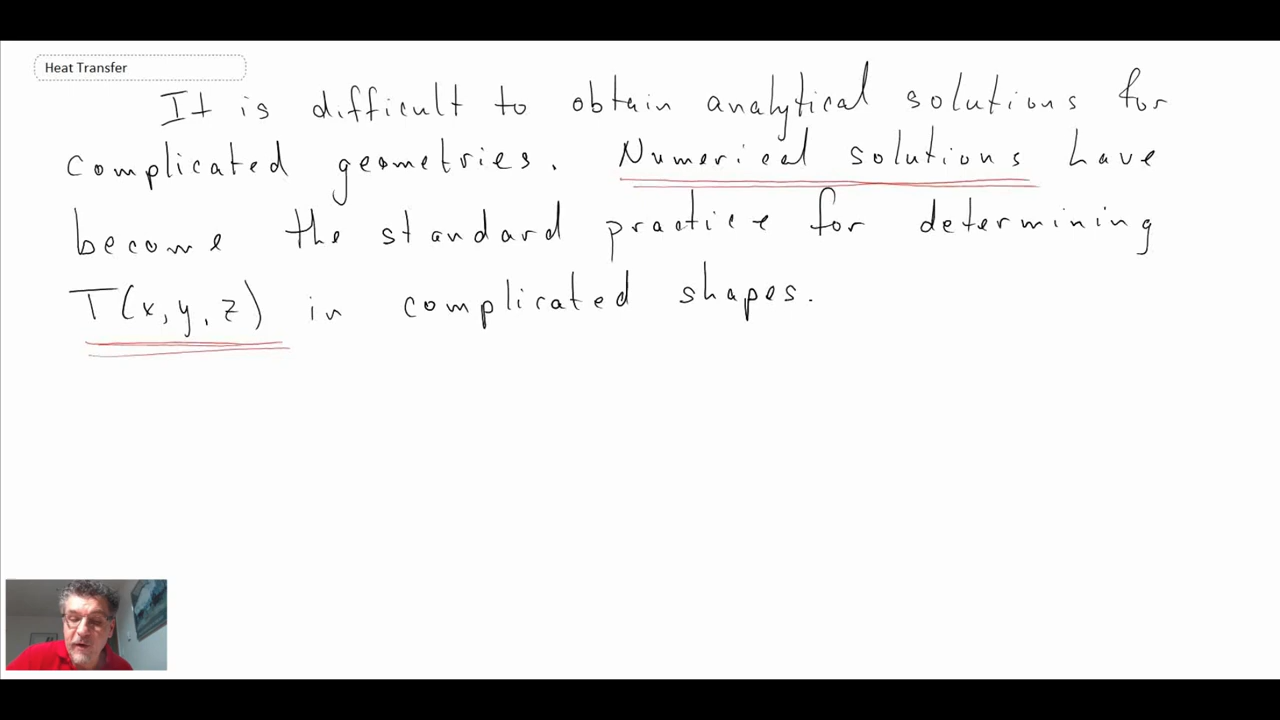 Heat Transfer
It is difficult to obtain analytical solutions for
complicated geometries. Numerical solutions have
become the standard practice for determining
T(x, y, z) in complicated shapes.